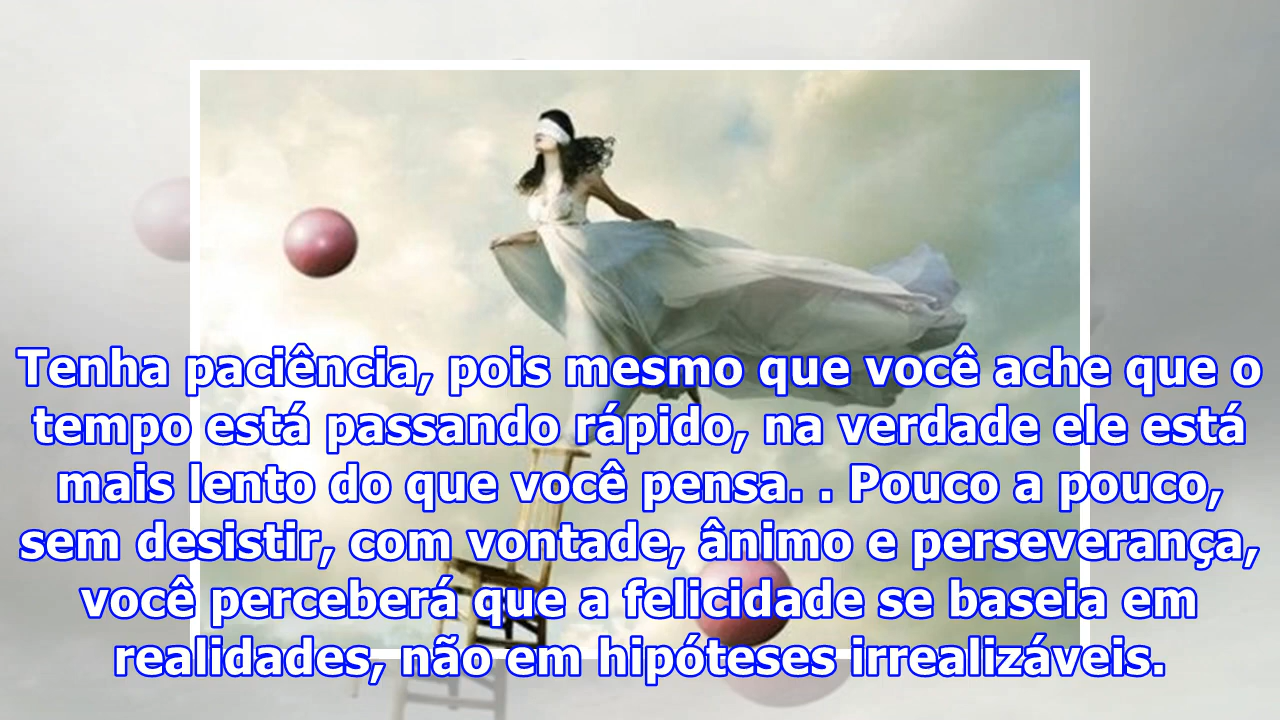 Tenha paciência, pois mesmo que você ache que o
tempo está passando rápido, na verdade ele está
mais lento do que você pensa. . Pouco a pouco,
sem desistir, com vontade, ânimo e perseverança,
você perceberá que a felicidade se baseia em
realidades, não em hipóteses irrealizáveis.